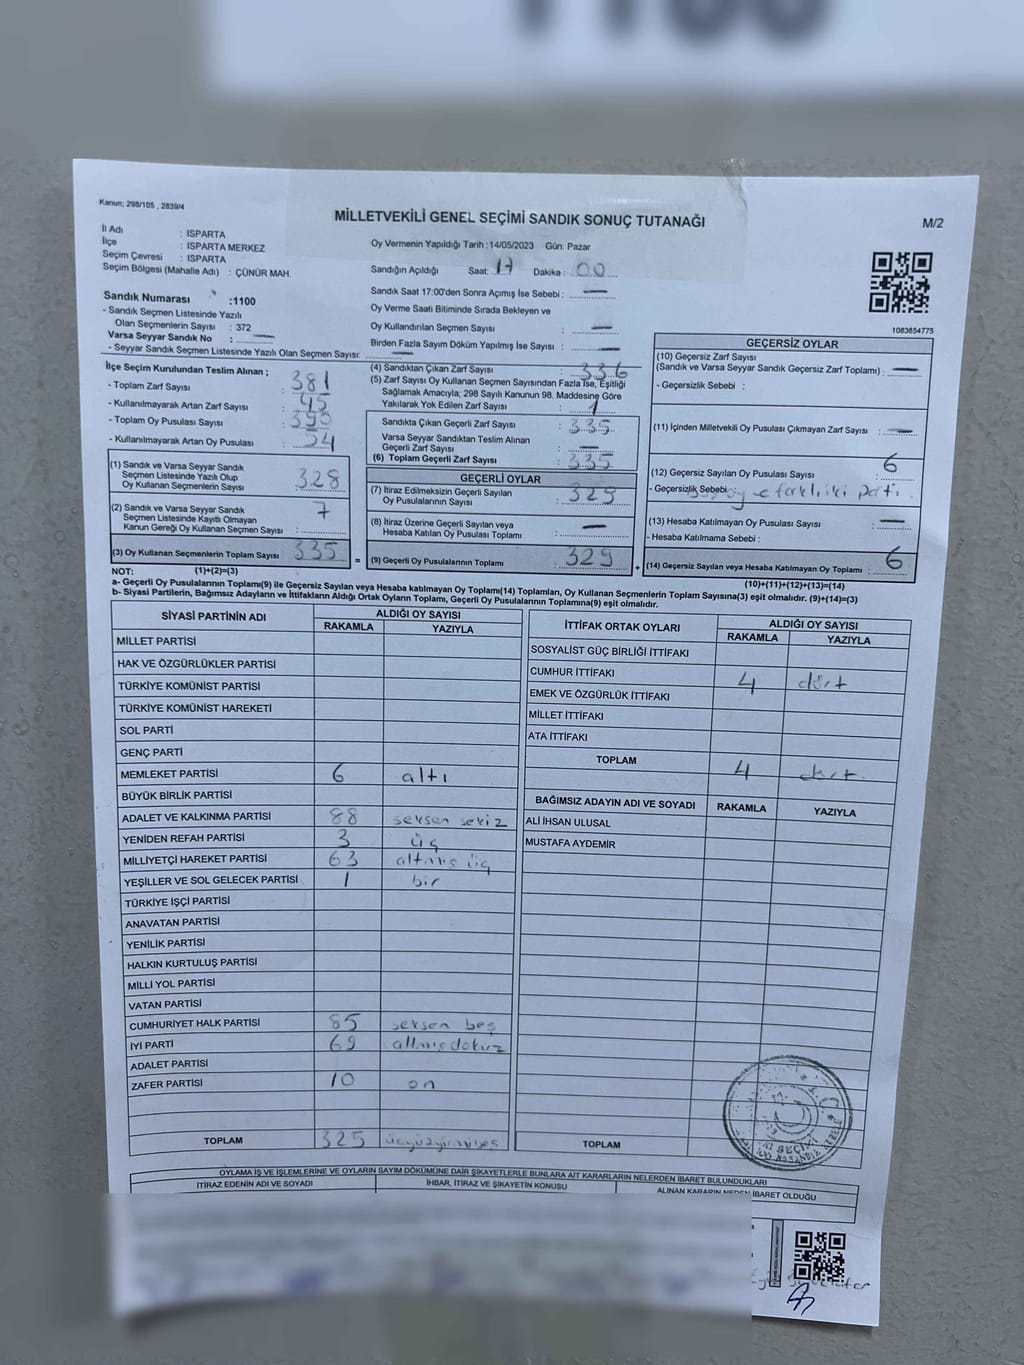 1100
Kanun; 298/105 , 2839/4
MİLLETVEKİLİ GENEL SEÇİMİ SANDIK SONUÇ TUTANAĞI
M/2
İl Adı : ISPARTA
İlçe : ISPARTA MERKEZ
Seçim Çevresi : ISPARTA
Seçim Bölgesi (Mahalle Adı) : ÇÜNÜR MAH.
Sandık Numarası :1100
- Sandık Seçmen Listesinde Yazılı
Olan Seçmenlerin Sayısı : 372
Varsa Seyyar Sandık No : —
- Seyyar Sandık Seçmen Listesinde Yazılı Olan Seçmen Sayısı: —
Oy Vermenin Yapıldığı Tarih :14/05/2023 Gün: Pazar
Sandığın Açıldığı Saat: 17 Dakika: 00
Sandık Saat 17:00'den Sonra Açımış İse Sebebi : —
Oy Verme Saati Bitiminde Sırada Bekleyen ve
Oy Kullandırılan Seçmen Sayısı : —
Birden Fazla Sayım Döküm Yapılmış İse Sayısı : —
1083654775
İlçe Seçim Kurulundan Teslim Alınan ;
- Toplam Zarf Sayısı : 381
- Kullanılmayarak Artan Zarf Sayısı : 45
- Toplam Oy Pusulası Sayısı : 390
- Kullanılmayarak Artan Oy Pusulası : 54
(4) Sandıktan Çıkan Zarf Sayısı : 336
(5) Zarf Sayısı Oy Kullanan Seçmen Sayısından Fazla İse, Eşitliği
Sağlamak Amacıyla; 298 Sayılı Kanunun 98. Maddesine Göre
Yakılarak Yok Edilen Zarf Sayısı : 1
Sandıkta Çıkan Geçerli Zarf Sayısı : 335
Varsa Seyyar Sandıktan Teslim Alınan
Geçerli Zarf Sayısı : —
(6) Toplam Geçerli Zarf Sayısı : 335
GEÇERSİZ OYLAR
(10) Geçersiz Zarf Sayısı
(Sandık ve Varsa Seyyar Sandık Geçersiz Zarf Toplamı) : —
- Geçersizlik Sebebi :
(11) İçinden Milletvekili Oy Pusulası Çıkmayan Zarf Sayısı : —
(12) Geçersiz Sayılan Oy Pusulası Sayısı : 6
- Geçersizlik Sebebi : farklı iki parti
(13) Hesaba Katılmayan Oy Pusulası Sayısı : —
- Hesaba Katılmama Sebebi :
(14) Geçersiz Sayılan veya Hesaba Katılmayan Oy Toplamı : 6
(1) Sandık ve Varsa Seyyar Sandık
Seçmen Listesinde Yazılı Olup
Oy Kullanan Seçmenlerin Sayısı : 328
(2) Sandık ve Varsa Seyyar Sandık
Seçmen Listesinde Kayıtlı Olmayan
Kanun Gereği Oy Kullanan Seçmen Sayısı : 7
(3) Oy Kullanan Seçmenlerin Toplam Sayısı 335 =
GEÇERLİ OYLAR
(7) İtiraz Edilmeksizin Geçerli Sayılan
Oy Pusulalarının Sayısı : 329
(8) İtiraz Üzerine Geçerli Sayılan veya
Hesaba Katılan Oy Pusulası Toplamı : —
(9) Geçerli Oy Pusulalarının Toplamı : 329 +
NOT: (1)+(2)=(3)
(10)+(11)+(12)+(13)=(14)
a- Geçerli Oy Pusulalarının Toplamı(9) ile Geçersiz Sayılan veya Hesaba katılmayan Oy Toplamı(14) Toplamları, Oy Kullanan Seçmenlerin Toplam Sayısına(3) eşit olmalıdır. (9)+(14)=(3)
b- Siyasi Partilerin, Bağımsız Adayların ve İttifakların Aldığı Ortak Oyların Toplamı, Geçerli Oy Pusulalarının Toplamına(9) eşit olmalıdır.
SİYASİ PARTİNİN ADI ALDIĞI OY SAYISI
RAKAMLA YAZIYLA
MİLLET PARTİSİ
HAK VE ÖZGÜRLÜKLER PARTİSİ
TÜRKİYE KOMÜNİST PARTİSİ
TÜRKİYE KOMÜNİST HAREKETİ
SOL PARTİ
GENÇ PARTİ
MEMLEKET PARTİSİ 6 altı
BÜYÜK BİRLİK PARTİSİ
ADALET VE KALKINMA PARTİSİ 88 seksen sekiz
YENİDEN REFAH PARTİSİ 3 üç
MİLLİYETÇİ HAREKET PARTİSİ 63 altmış üç
YEŞİLLER VE SOL GELECEK PARTİSİ 1 bir
TÜRKİYE İŞÇİ PARTİSİ
ANAVATAN PARTİSİ
YENİLİK PARTİSİ
HALKIN KURTULUŞ PARTİSİ
MİLLİ YOL PARTİSİ
VATAN PARTİSİ
CUMHURİYET HALK PARTİSİ 85 seksen beş
İYİ PARTİ 69 altmış dokuz
ADALET PARTİSİ
ZAFER PARTİSİ 10 on
TOPLAM 325 üçyüzyirmibeş
İTTİFAK ORTAK OYLARI ALDIĞI OY SAYISI
RAKAMLA YAZIYLA
SOSYALİST GÜÇ BİRLİĞİ İTTİFAKI
CUMHUR İTTİFAKI 4 dört
EMEK VE ÖZGÜRLÜK İTTİFAKI
MİLLET İTTİFAKI
ATA İTTİFAKI
TOPLAM 4 dört
BAĞIMSIZ ADAYIN ADI VE SOYADI RAKAMLA YAZIYLA
ALİ İHSAN ULUSAL
MUSTAFA AYDEMİR
TOPLAM
OYLAMA İŞ VE İŞLEMLERİNE VE OYLARIN SAYIM DÖKÜMÜNE DAİR ŞİKAYETLERLE BUNLARA AİT KARARLARIN NELERDEN İBARET BULUNDUKLARI
İTİRAZ EDENİN ADI VE SOYADI İHBAR, İTİRAZ VE ŞİKAYETİN KONUSU ALINAN KARARIN NEDEN İBARET OLDUĞU